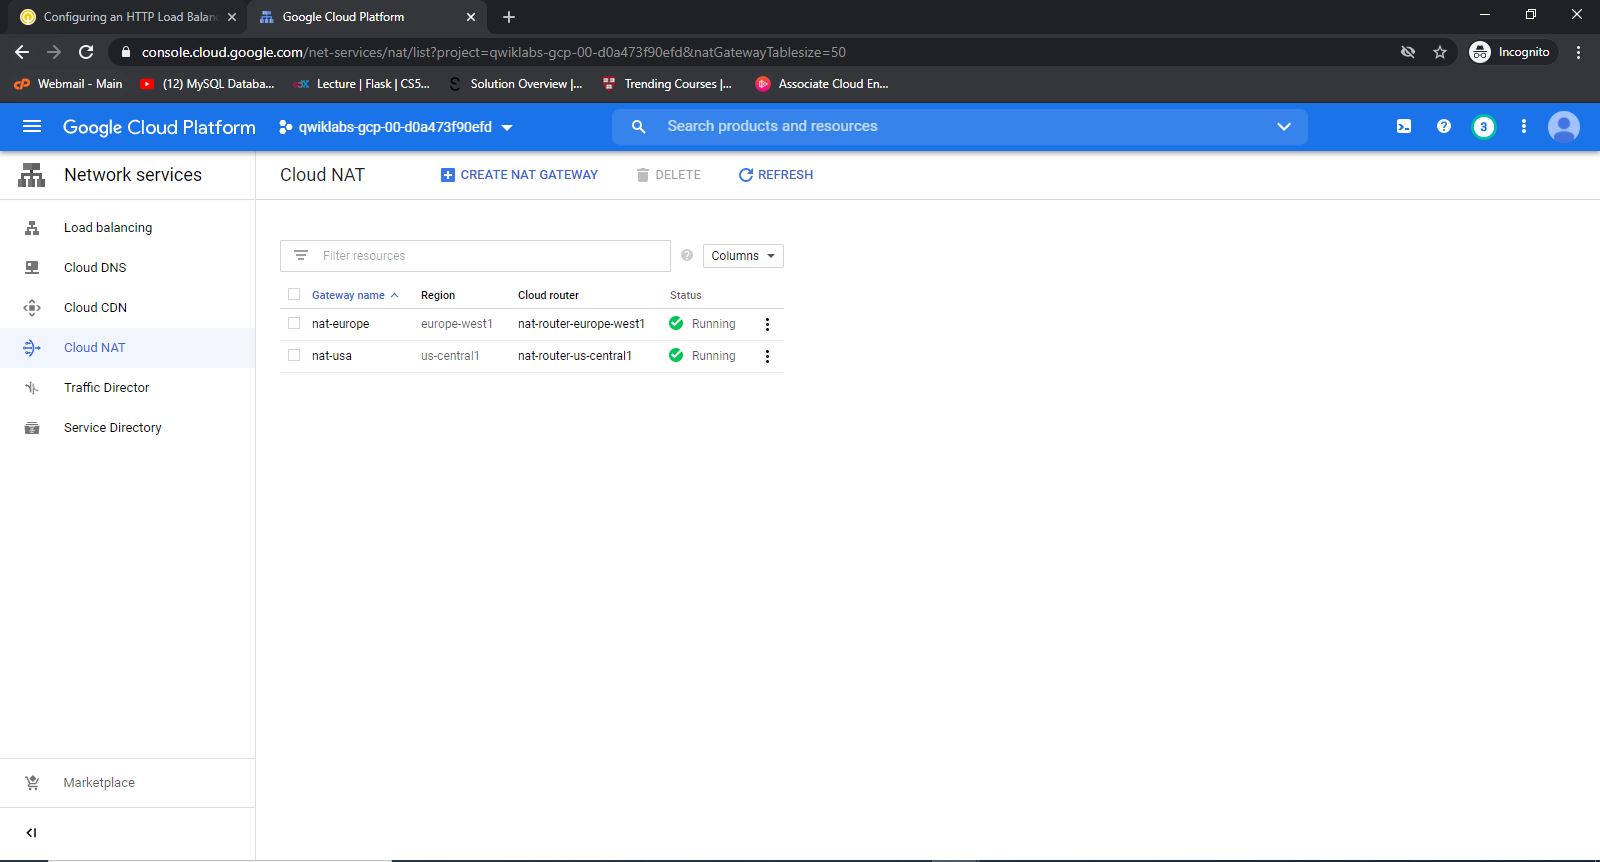 Configuring an HTTP Load Balan
Google Cloud Platform
console.cloud.google.com/net-services/nat/list?project=qwiklabs-gcp-00-d0a473f90efd&natGatewayTablesize=50
Incognito
Webmail - Main
(12) MySQL Databa...
Lecture | Flask | CS5...
Solution Overview |...
Trending Courses |...
Associate Cloud En...
Google Cloud Platform
qwiklabs-gcp-00-d0a473f90efd
Search products and resources
3
Network services
Cloud NAT
CREATE NAT GATEWAY
DELETE
REFRESH
Load balancing
Cloud DNS
Cloud CDN
Cloud NAT
Traffic Director
Service Directory
Filter resources
Columns
Gateway name Region Cloud router Status
nat-europe europe-west1 nat-router-europe-west1 Running
nat-usa us-central1 nat-router-us-central1 Running
Marketplace